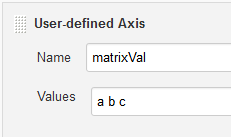 User-defined Axis
Name matrixVal
Values a b c